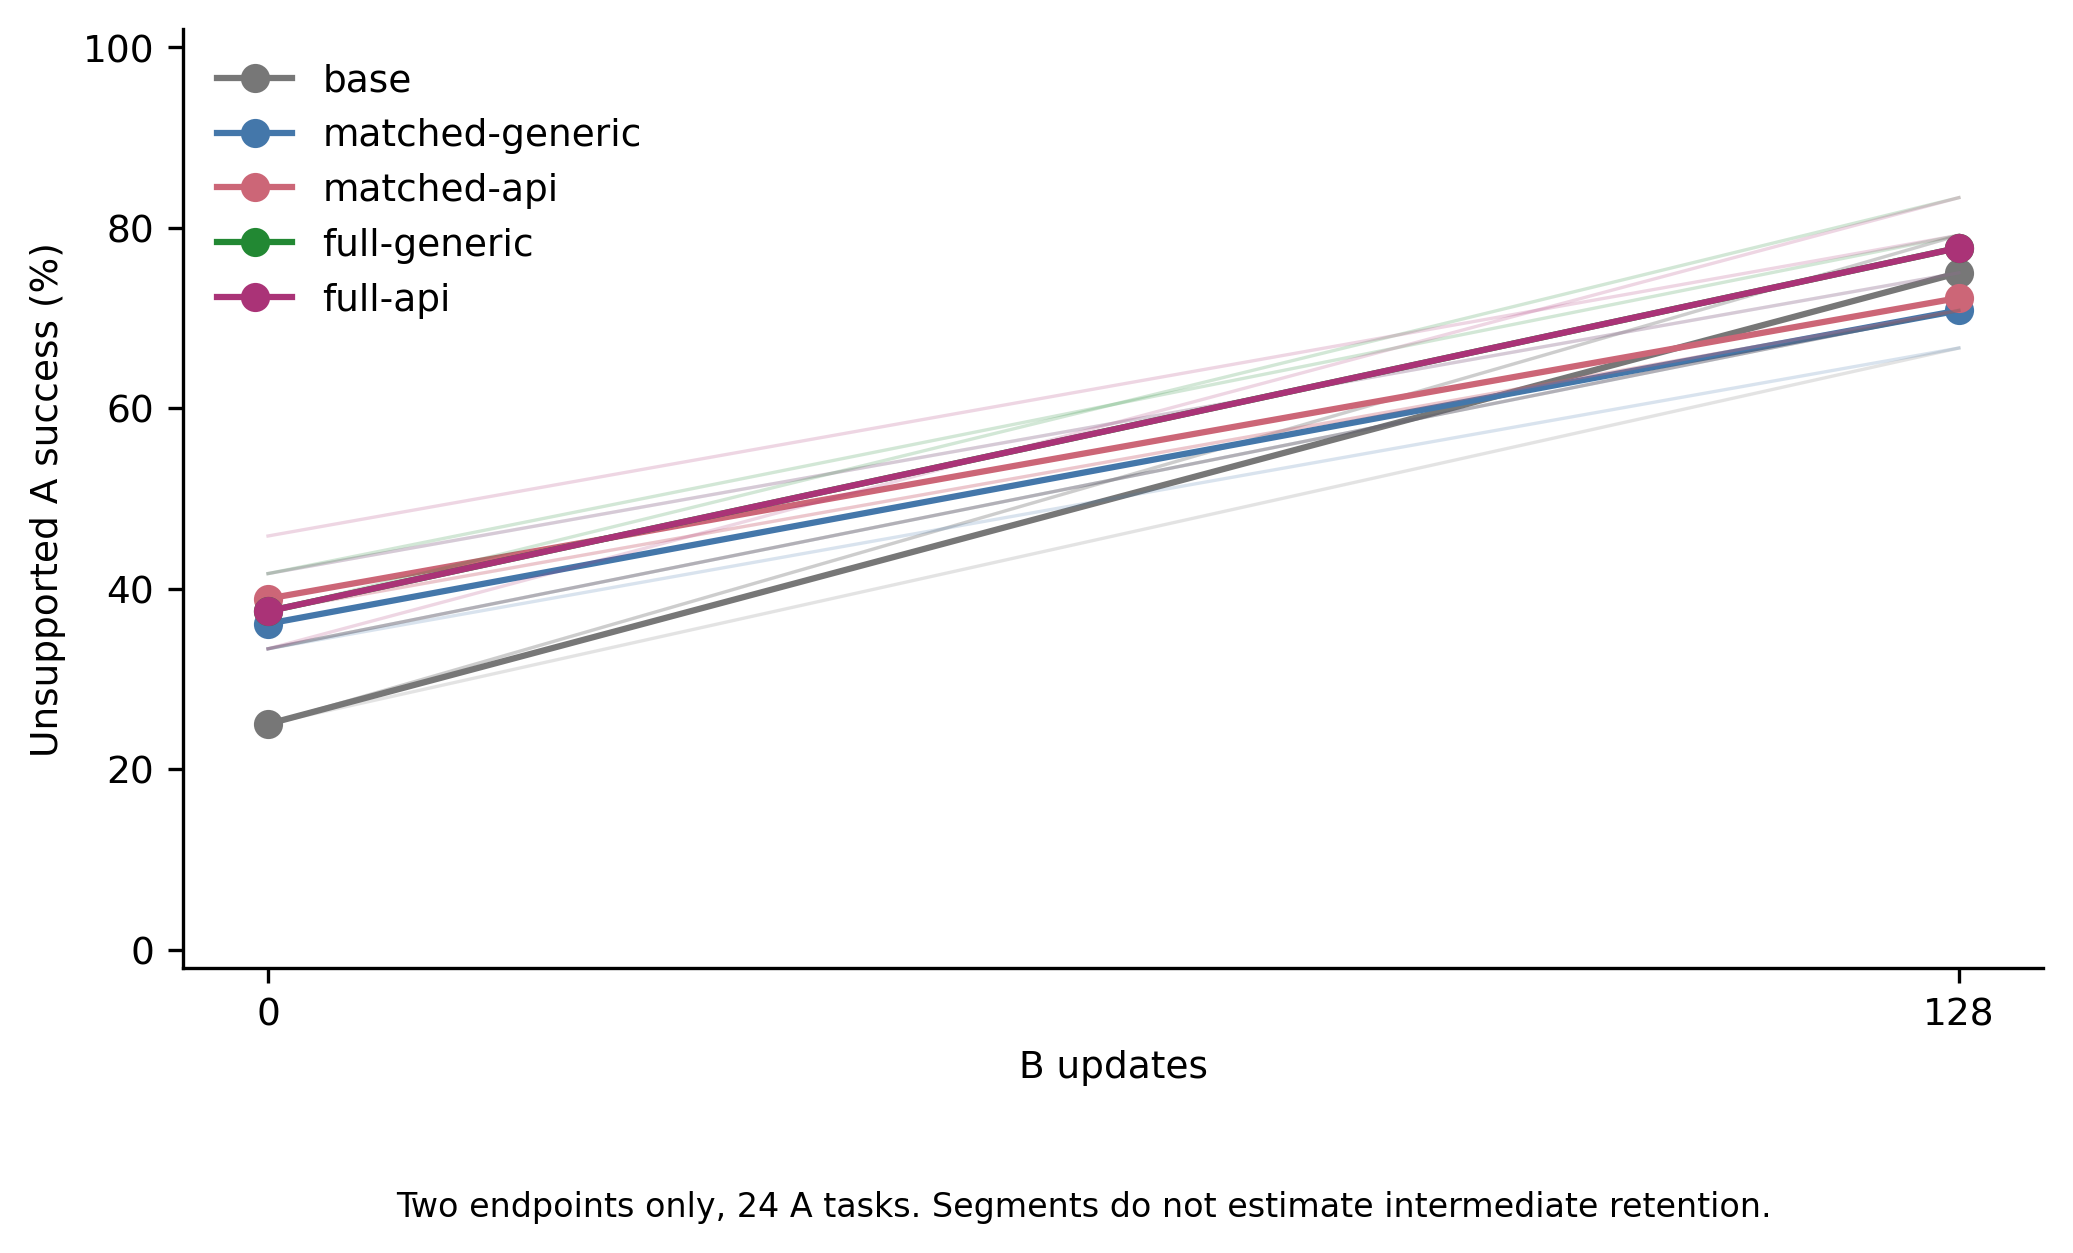 100
80
60
40
20
0
Unsupported A success (%)
base
matched-generic
matched-api
full-generic
full-api
0
128
B updates
Two endpoints only, 24 A tasks. Segments do not estimate intermediate retention.